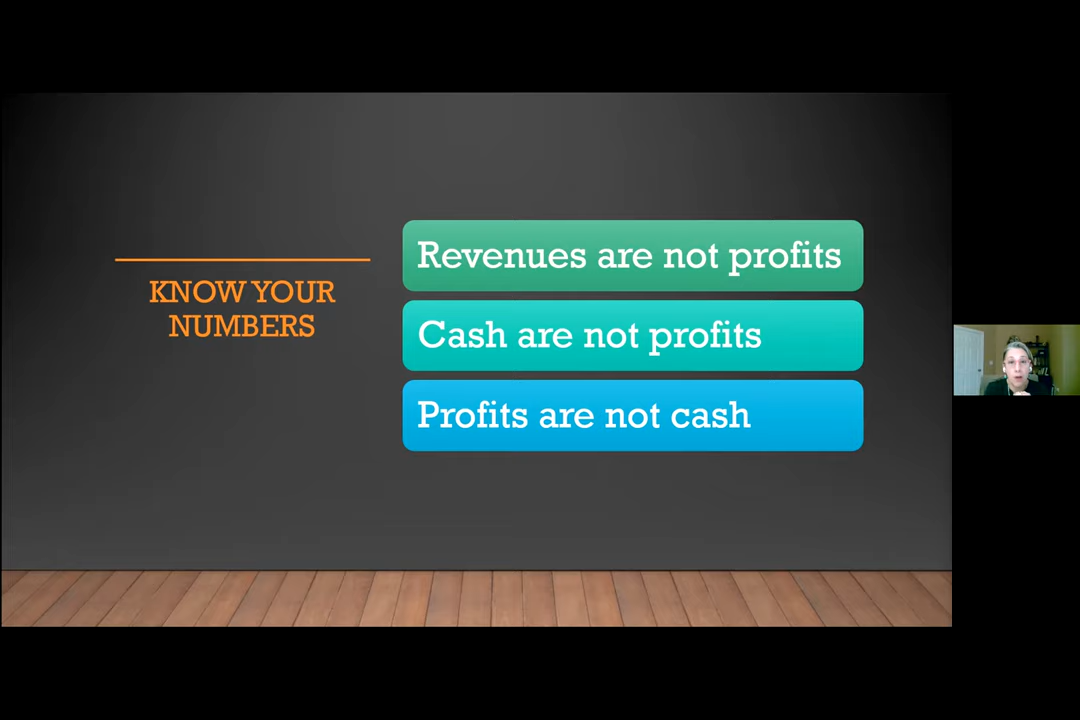 KNOW YOUR
NUMBERS
Revenues are not profits
Cash are not profits
Profits are not cash